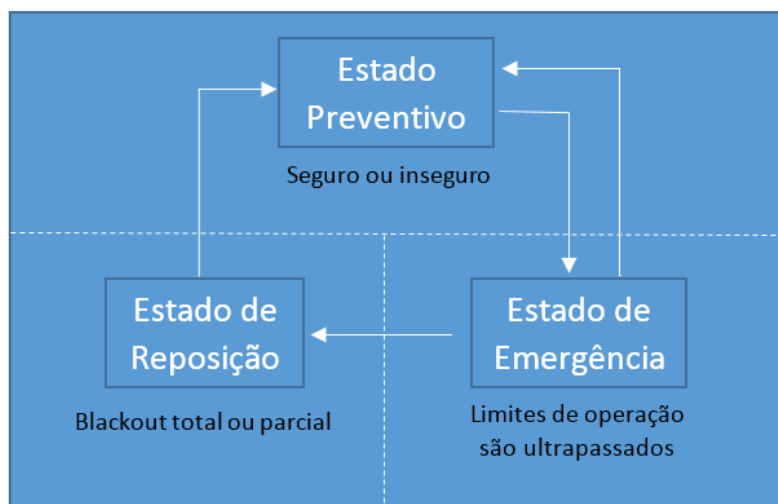 Estado
Preventivo
Seguro ou inseguro
Estado de
Reposição
Blackout total ou parcial
Estado de
Emergência
Limites de operação
são ultrapassados